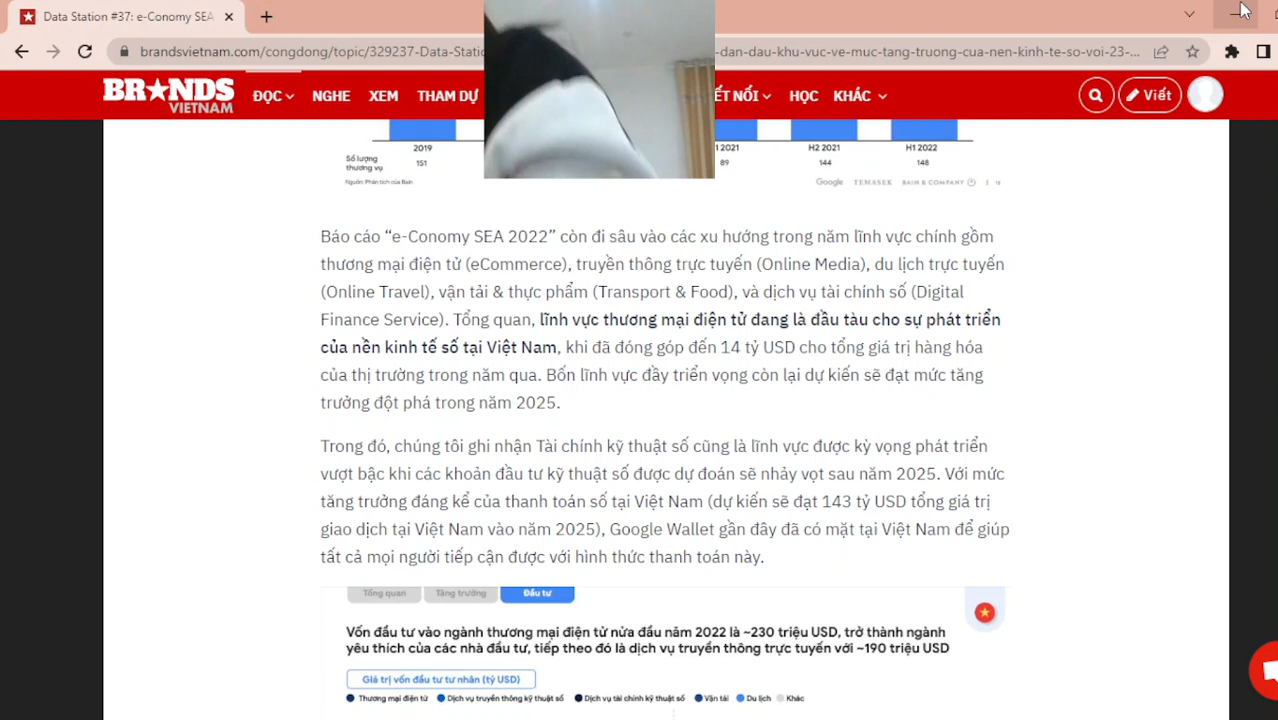 Data Station #37: e-Conomy SEA
brandsvietnam.com/congdong/topic/329237-Data-Stati
dan-dau-khu-vuc-ve-muc-tang-truong-cua-nen-kinh-te-so-voi-23-...
BRANDS
VIETNAM
ĐỌC NGHE XEM THAM DỰ
ẾT NỐI HỌC KHÁC
Viết
2019
1 2021 H2 2021 H1 2022
Số lượng
thương vụ
151 89 144 148
Nguồn: Phân tích của Bain
Google TEMASEK BAIN & COMPANY
Báo cáo “e-Conomy SEA 2022” còn đi sâu vào các xu hướng trong năm lĩnh vực chính gồm
thương mại điện tử (eCommerce), truyền thông trực tuyến (Online Media), du lịch trực tuyến
(Online Travel), vận tải & thực phẩm (Transport & Food), và dịch vụ tài chính số (Digital
Finance Service). Tổng quan, lĩnh vực thương mại điện tử đang là đầu tàu cho sự phát triển
của nền kinh tế số tại Việt Nam, khi đã đóng góp đến 14 tỷ USD cho tổng giá trị hàng hóa
của thị trường trong năm qua. Bốn lĩnh vực đầy triển vọng còn lại dự kiến sẽ đạt mức tăng
trưởng đột phá trong năm 2025.
Trong đó, chúng tôi ghi nhận Tài chính kỹ thuật số cũng là lĩnh vực được kỳ vọng phát triển
vượt bậc khi các khoản đầu tư kỹ thuật số được dự đoán sẽ nhảy vọt sau năm 2025. Với mức
tăng trưởng đáng kể của thanh toán số tại Việt Nam (dự kiến sẽ đạt 143 tỷ USD tổng giá trị
giao dịch tại Việt Nam vào năm 2025), Google Wallet gần đây đã có mặt tại Việt Nam để giúp
tất cả mọi người tiếp cận được với hình thức thanh toán này.
Tổng quan Tăng trưởng Đầu tư
Vốn đầu tư vào ngành thương mại điện tử nửa đầu năm 2022 là ~230 triệu USD, trở thành ngành
yêu thích của các nhà đầu tư, tiếp theo đó là dịch vụ truyền thông trực tuyến với ~190 triệu USD
Giá trị vốn đầu tư tư nhân (tỷ USD)
Thương mại điện tử Dịch vụ truyền thông kỹ thuật số Dịch vụ tài chính kỹ thuật số Vận tải Du lịch Khác